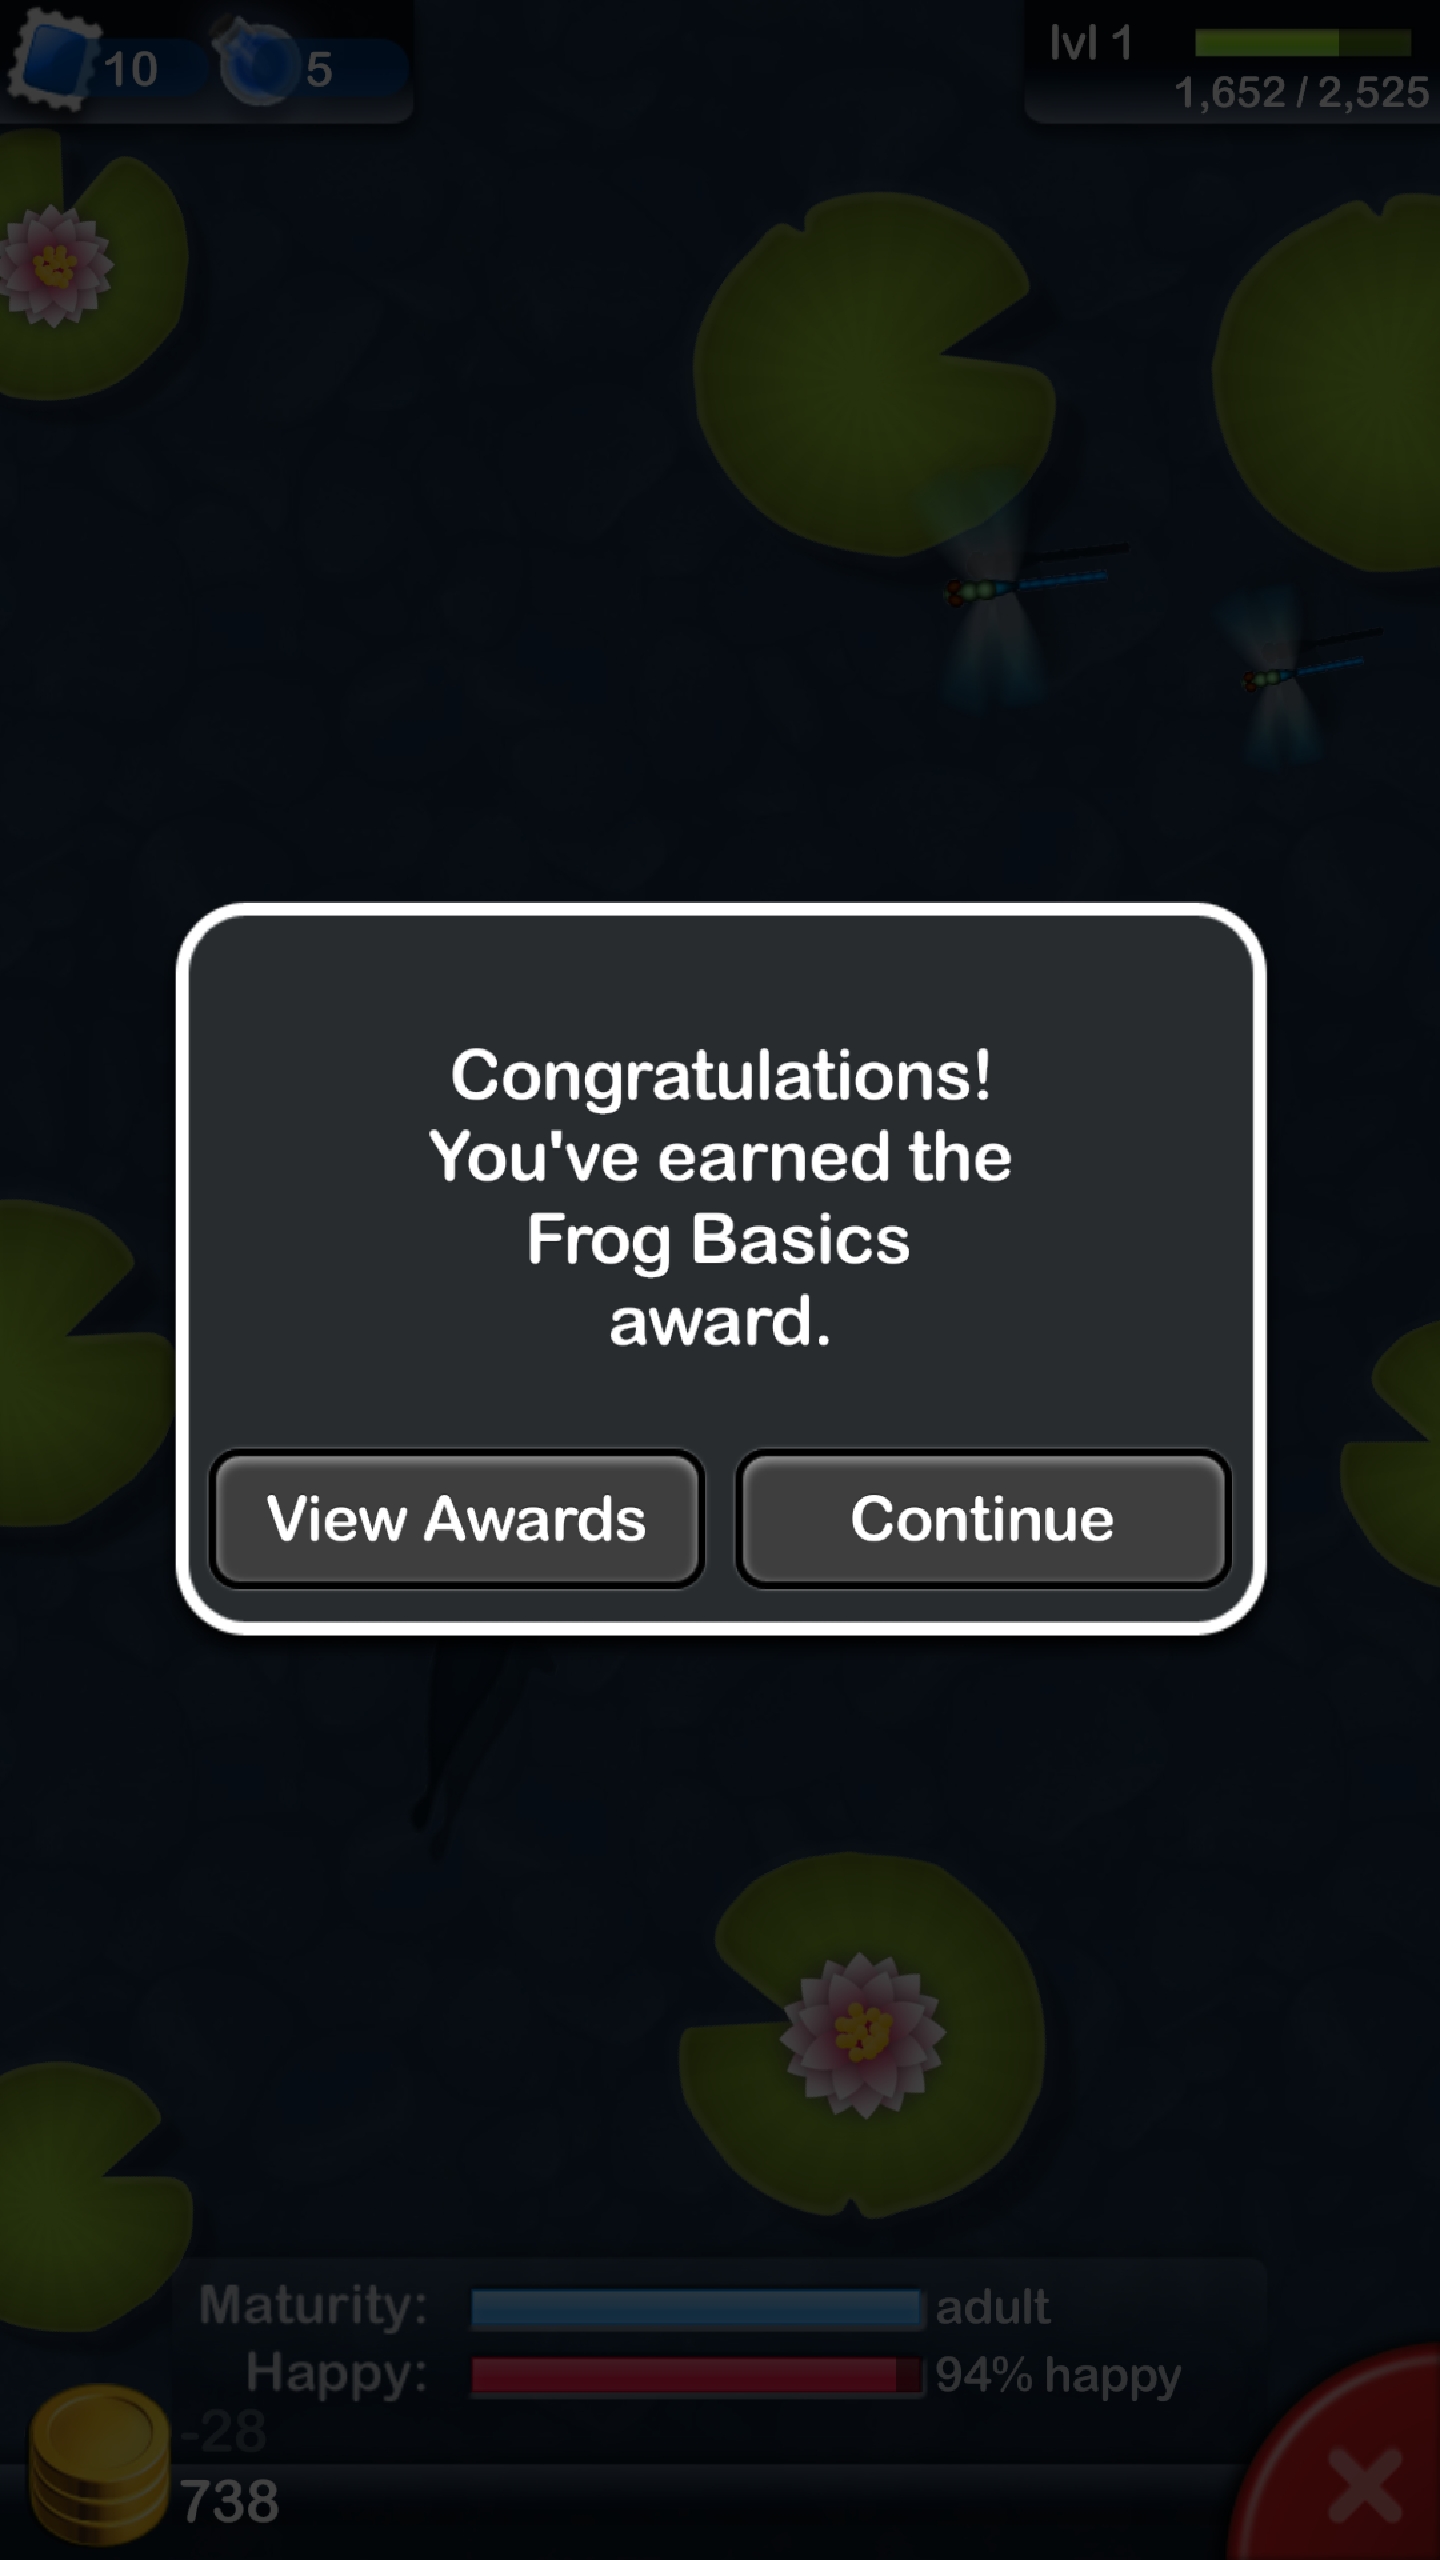 10
5
lvl 1
1,652 / 2,525
Congratulations!
You've earned the
Frog Basics
award.
View Awards
Continue
Maturity:
adult
Happy:
94% happy
-28
738